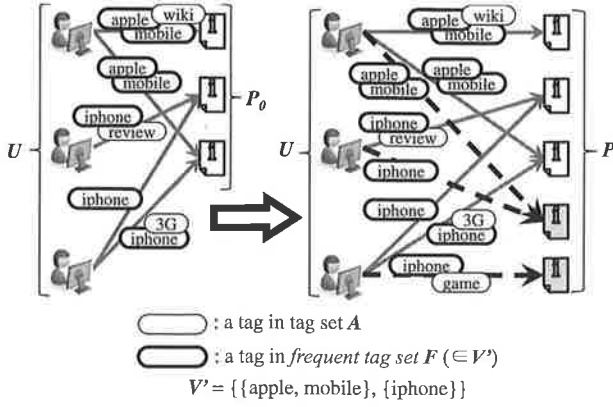 apple wiki
mobile
apple
mobile
iphone
review
iphone
3G
iphone
U
P₀
apple wiki
mobile
apple
mobile
apple
mobile
iphone
review
iphone
iphone
3G
iphone
iphone
game
U
P
: a tag in tag set A
: a tag in frequent tag set F (∈V')
V' = {{apple, mobile}, {iphone}}